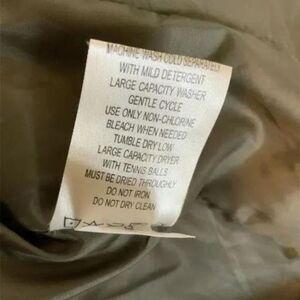 MACHINE WASH COLD SEPARATELY
WITH MILD DETERGENT
LARGE CAPACITY WASHER
GENTLE CYCLE
USE ONLY NON-CHLORINE
BLEACH WHEN NEEDED
TUMBLE DRY LOW
LARGE CAPACITY DRYER
WITH TENNIS BALLS
MUST BE DRIED THROUGHLY
DO NOT IRON
DO NOT DRY CLEAN